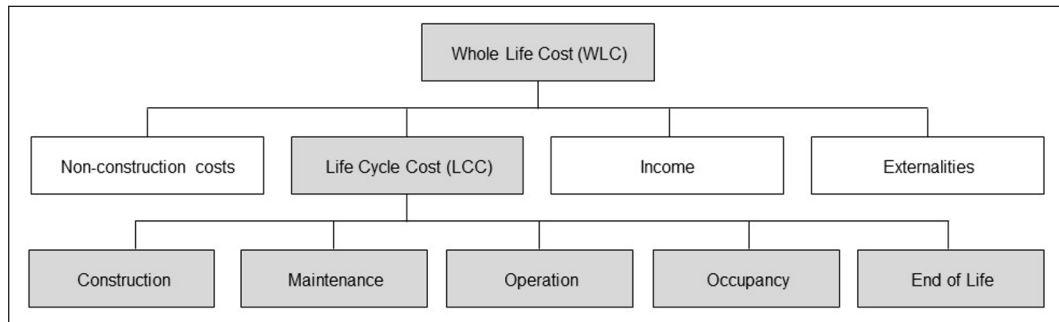 Whole Life Cost (WLC)
Non-construction costs
Life Cycle Cost (LCC)
Income
Externalities
Construction
Maintenance
Operation
Occupancy
End of Life